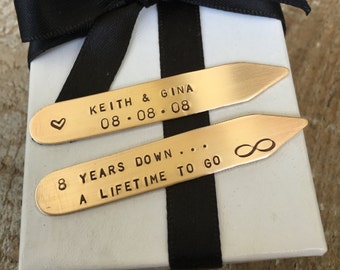 KEITH & GINA
08·08·08
8 YEARS DOWN...
A LIFETIME TO GO